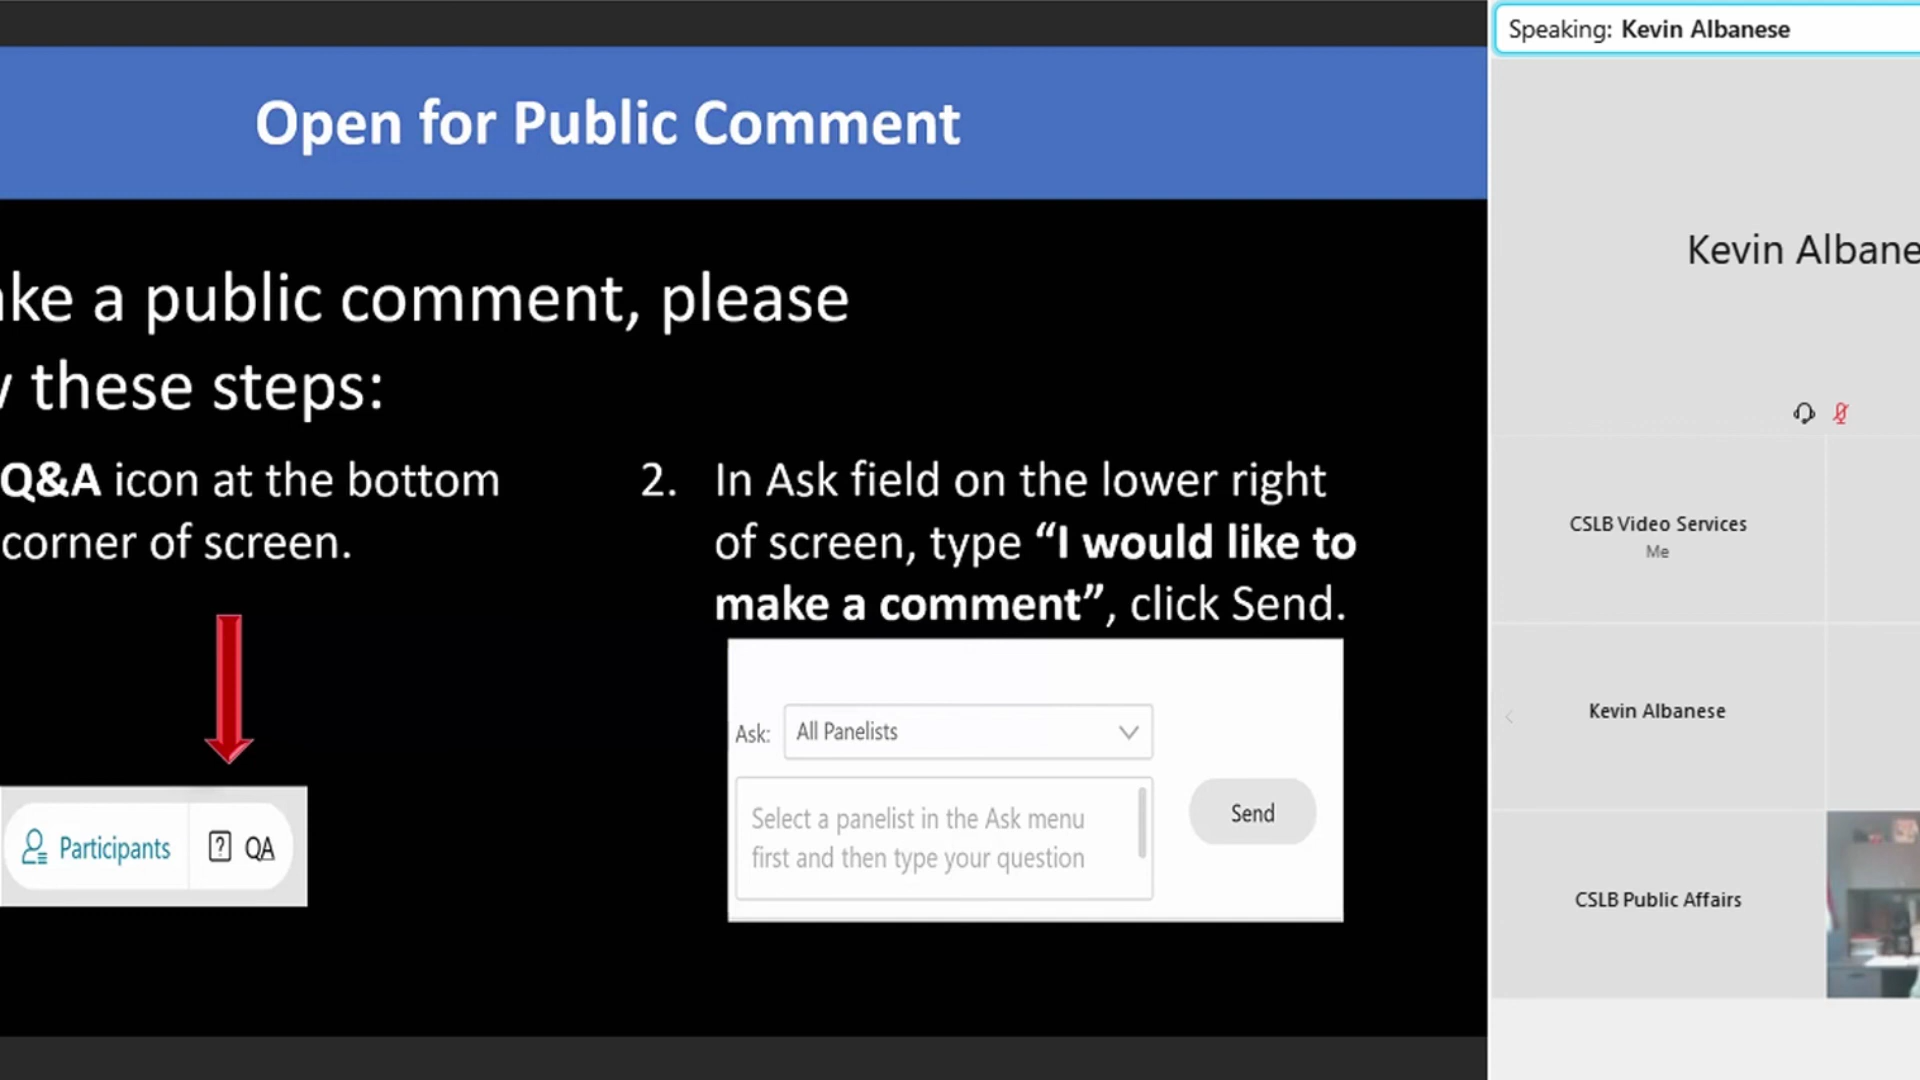 Speaking: Kevin Albanese
Open for Public Comment
ke a public comment, please
these steps:
Q&A icon at the bottom
corner of screen.
2. In Ask field on the lower right
of screen, type “I would like to
make a comment”, click Send.
Ask: All Panelists
Select a panelist in the Ask menu
first and then type your question
Send
Participants
QA
Kevin Albane
CSLB Video Services
Me
Kevin Albanese
CSLB Public Affairs